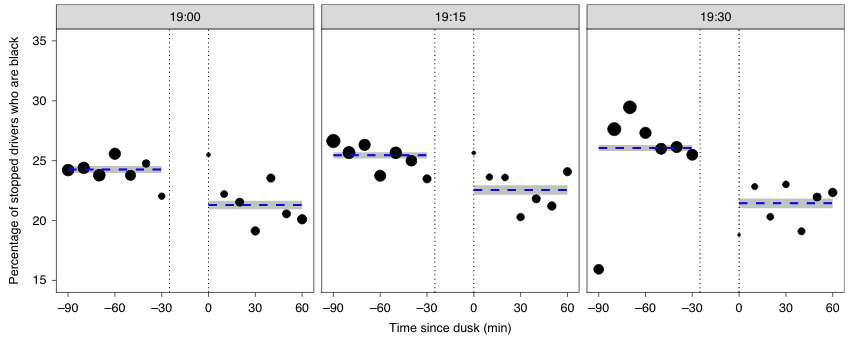 19:00 19:15 19:30
35
30
25
20
15
Percentage of stopped drivers who are black
–90 –60 –30 0 30 60 –90 –60 –30 0 30 60 –90 –60 –30 0 30 60
Time since dusk (min)